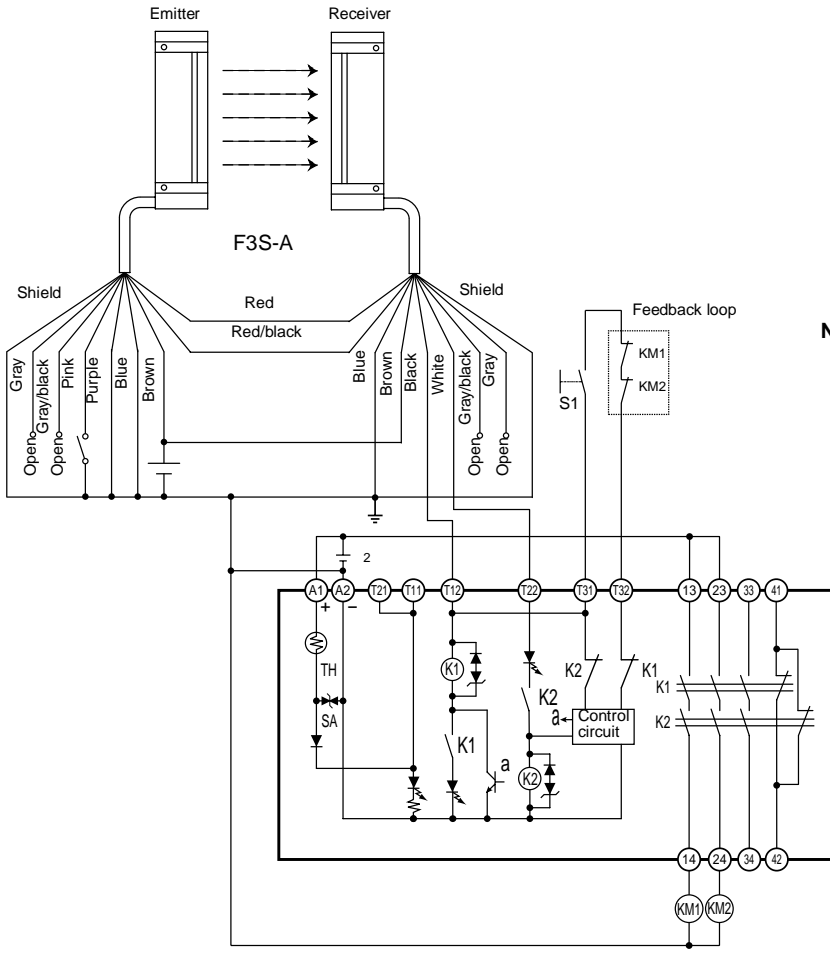 Emitter
Receiver
F3S-A
Shield
Shield
Red
Red/black
Feedback loop
N
Gray
Gray/black
Pink
Purple
Blue
Brown
Blue
Brown
Black
White
Gray/black
Gray
KM1
KM2
S1
Open
Open
Open
Open
2
A1
A2
T21
T11
T12
T22
T31
T32
13
23
33
41
+
–
TH
SA
K1
K1
K2
K2
K2
K1
a
a
Control
circuit
K1
K2
14
24
34
42
KM1
KM2